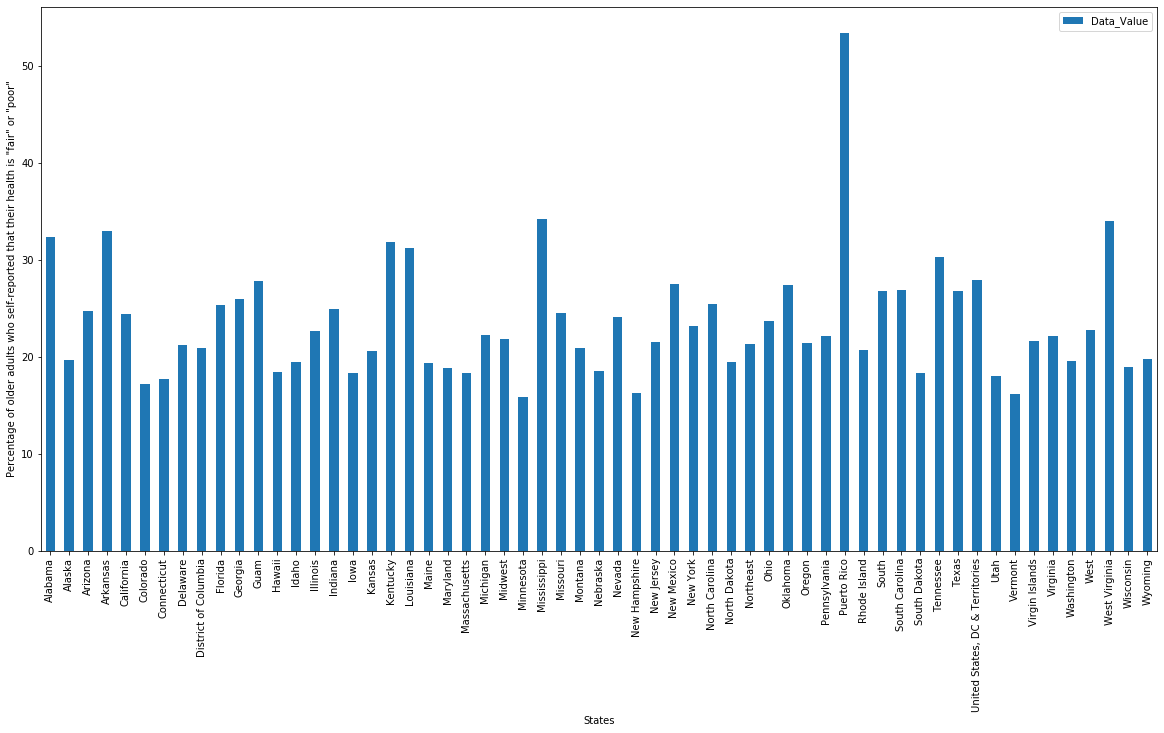 Data_Value
Percentage of older adults who self-reported that their health is "fair" or "poor"
50
40
30
20
10
0
Alabama
Alaska
Arizona
Arkansas
California
Colorado
Connecticut
Delaware
District of Columbia
Florida
Georgia
Guam
Hawaii
Idaho
Illinois
Indiana
Iowa
Kansas
Kentucky
Louisiana
Maine
Maryland
Massachusetts
Michigan
Midwest
Minnesota
Mississippi
Missouri
Montana
Nebraska
Nevada
New Hampshire
New Jersey
New Mexico
New York
North Carolina
North Dakota
Northeast
Ohio
Oklahoma
Oregon
Pennsylvania
Puerto Rico
Rhode Island
South
South Carolina
South Dakota
Tennessee
Texas
United States, DC & Territories
Utah
Vermont
Virgin Islands
Virginia
Washington
West
West Virginia
Wisconsin
Wyoming
States